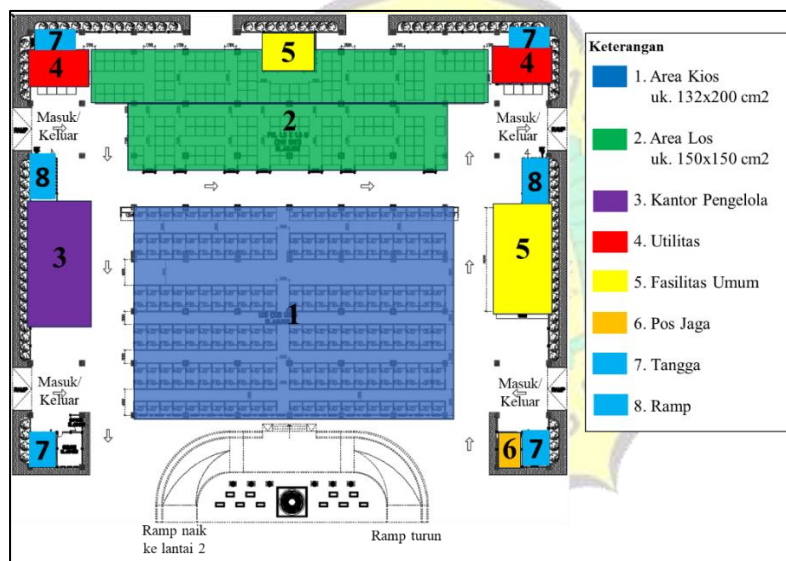 7
7
5
4
4
Masuk/
Keluar
Masuk/
Keluar
2
8
8
3
5
1
Masuk/
Keluar
Masuk/
Keluar
7
6
7
Ramp naik
ke lantai 2
Ramp turun
Keterangan
1. Area Kios
uk. 132x200 cm2
2. Area Los
uk. 150x150 cm2
3. Kantor Pengelola
4. Utilitas
5. Fasilitas Umum
6. Pos Jaga
7. Tangga
8. Ramp